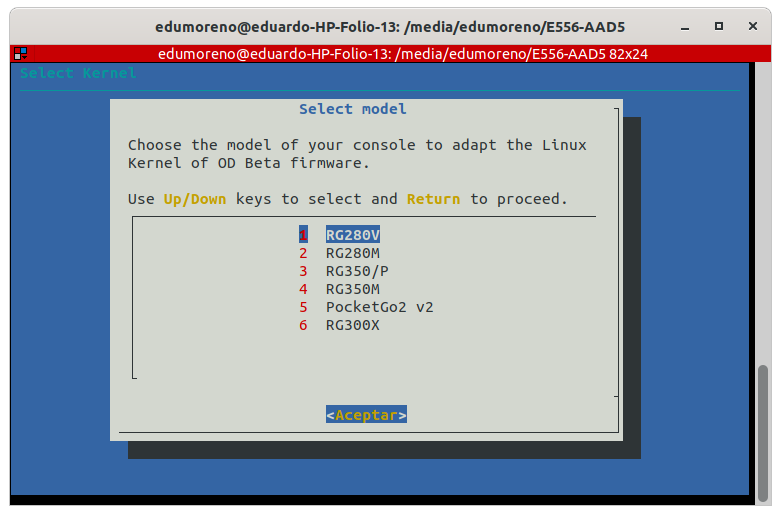 edumoreno@eduardo-HP-Folio-13: /media/edumoreno/E556-AAD5
edumoreno@eduardo-HP-Folio-13: /media/edumoreno/E556-AAD5 82x24
Select Kernel
Select model
Choose the model of your console to adapt the Linux
Kernel of OD Beta firmware.
Use Up/Down keys to select and Return to proceed.
1 RG280V
2 RG280M
3 RG350/P
4 RG350M
5 PocketGo2 v2
6 RG300X
<Aceptar>